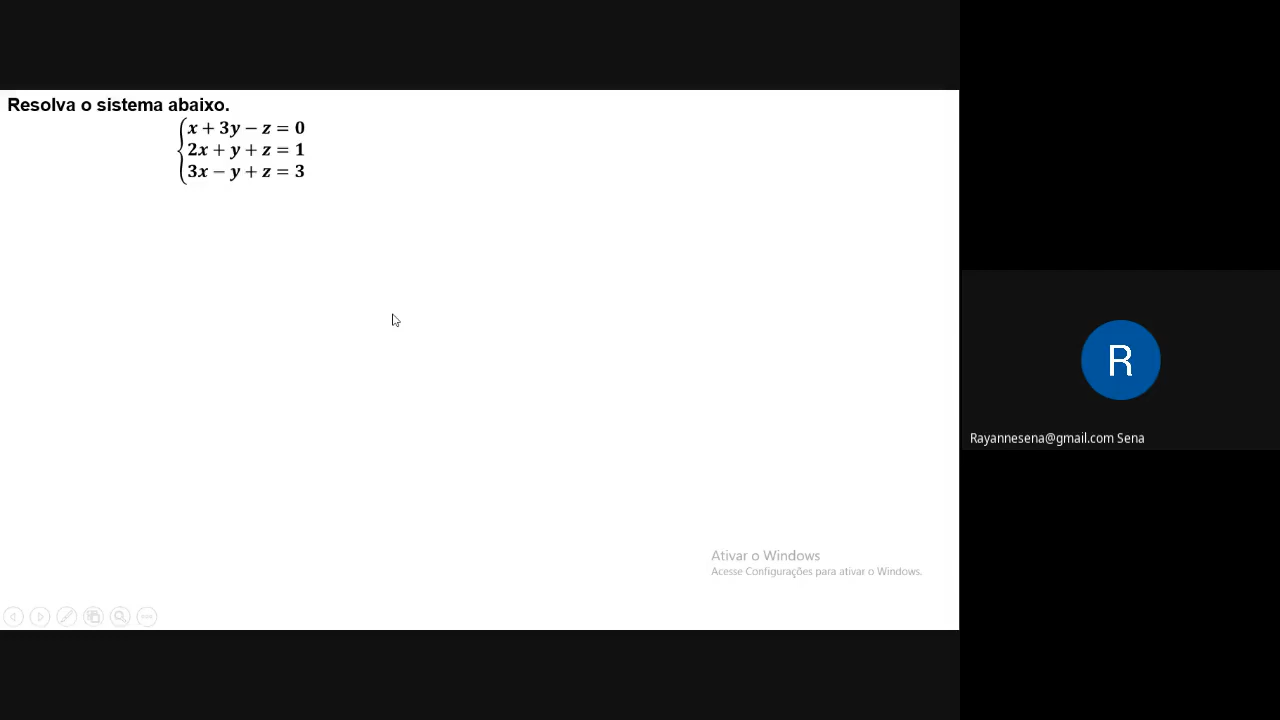 Resolva o sistema abaixo.
x + 3y − z = 0
2x + y + z = 1
3x − y + z = 3
R
Rayannesena@gmail.com Sena
Ativar o Windows
Acesse Configurações para ativar o Windows.